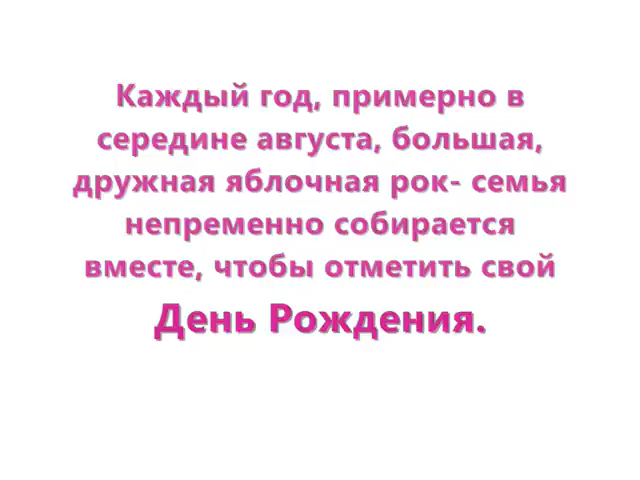 Каждый год, примерно в
середине августа, большая,
дружная яблочная рок- семья
непременно собирается
вместе, чтобы отметить свой
День Рождения.